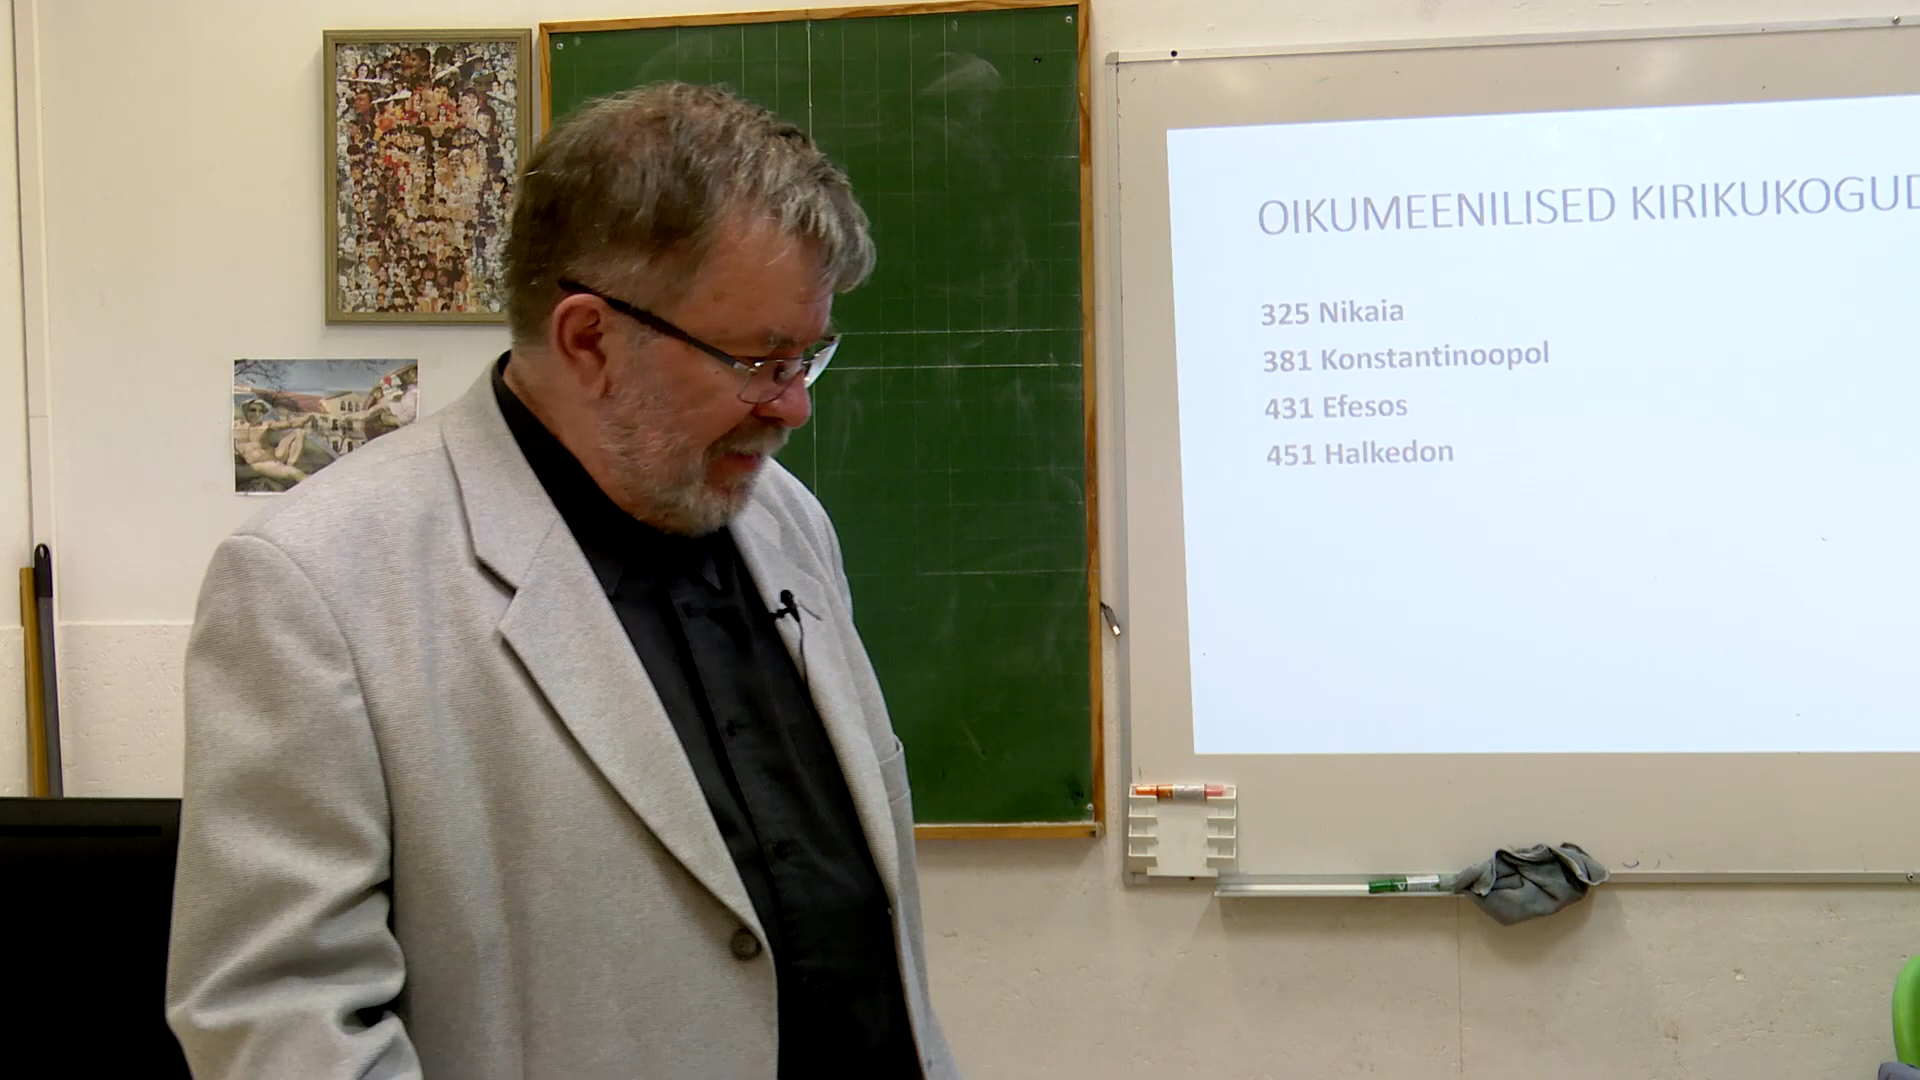 OIKUMEENILISED KIRIKUKOGUD
325 Nikaia
381 Konstantinoopol
431 Efesos
451 Halkedon